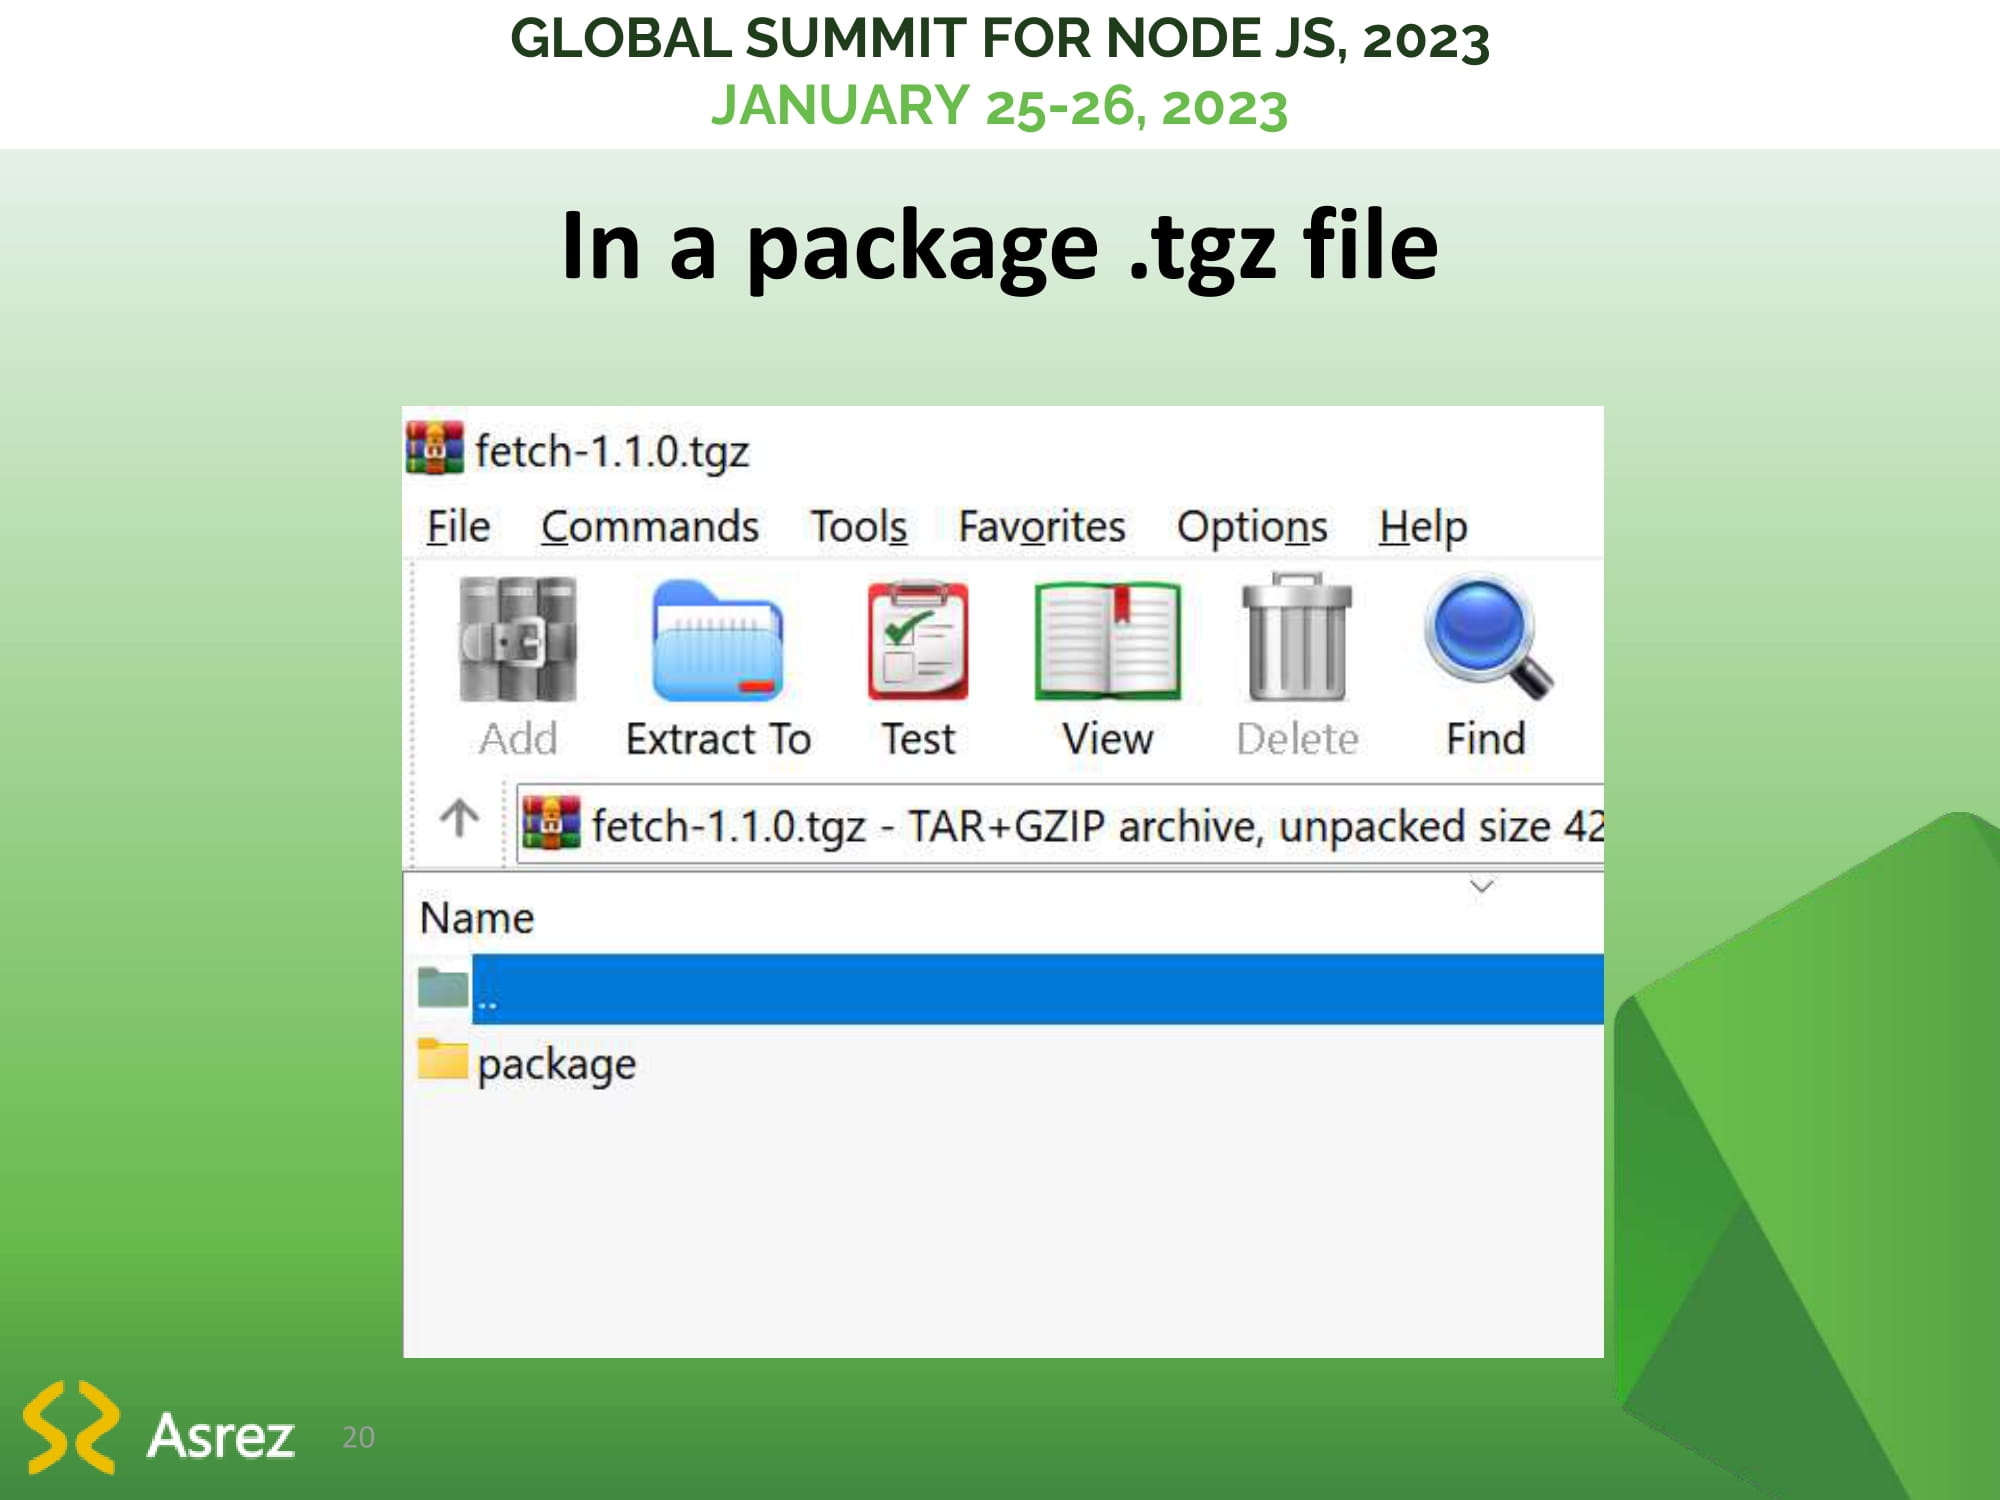 GLOBAL SUMMIT FOR NODE JS, 2023
JANUARY 25-26, 2023
In a package .tgz file
fetch-1.1.0.tgz
File Commands Tools Favorites Options Help
Add Extract To Test View Delete Find
fetch-1.1.0.tgz - TAR+GZIP archive, unpacked size 42
Name
..
package
Asrez 20